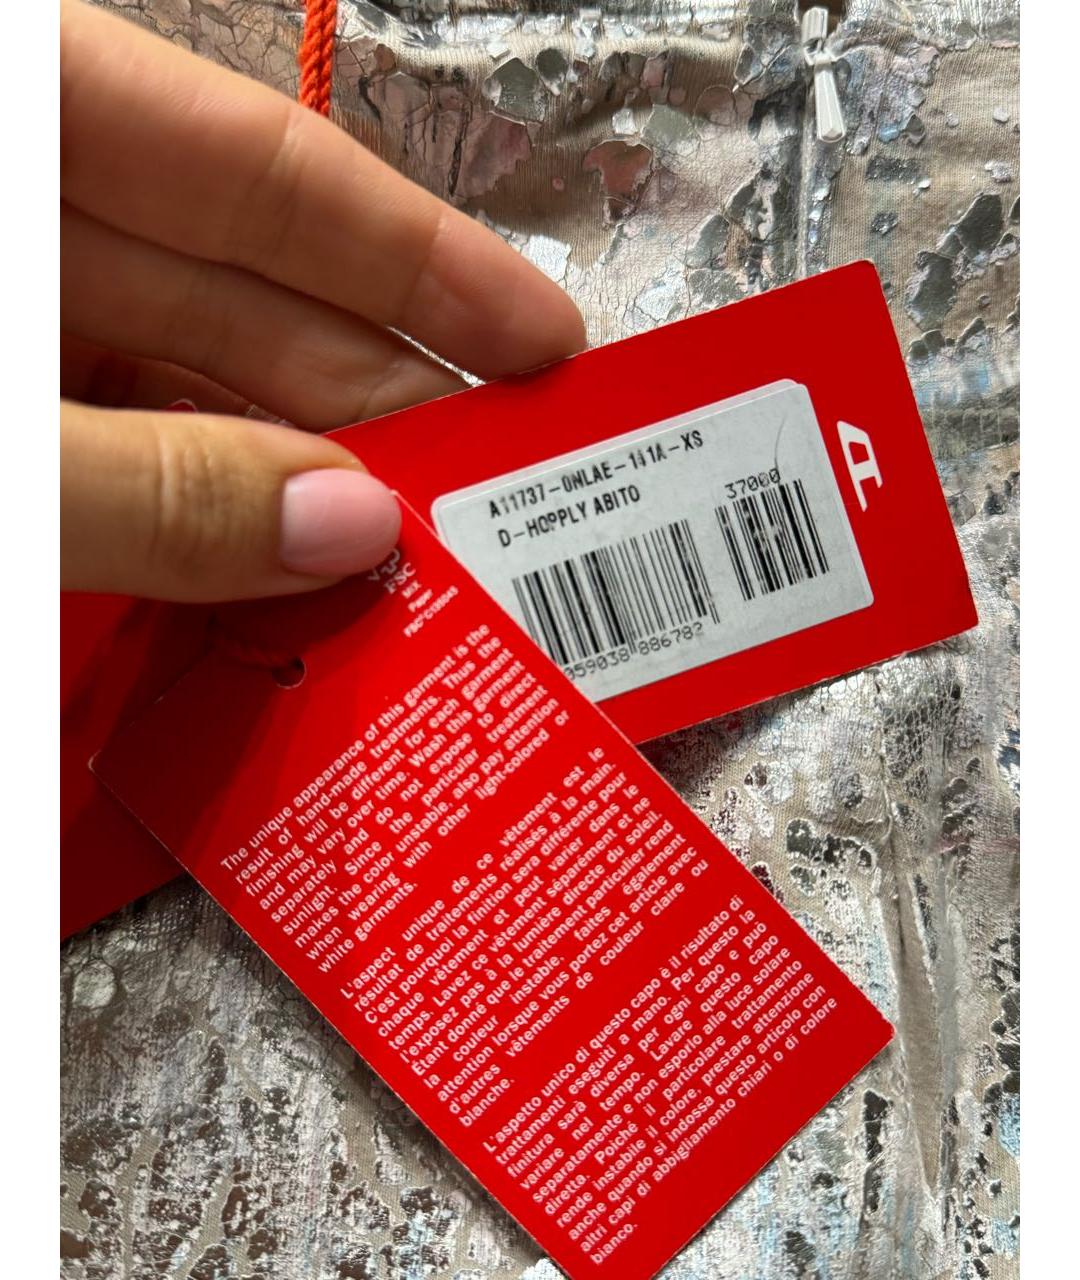 A11737-0HLAE-141A-XS
D-HOPPLY ABITO
37000
059038 886782
FSC
MIX
Paper
FSC® C135045
The unique appearance of this garment is the
result of hand-made treatments. Thus the
finishing will be different for each garment
and may vary over time. Wash this garment
separately and do not expose to direct
sunlight. Since the particular treatment
makes the color unstable, also pay attention
when wearing with other light-colored or
white garments.
L'aspect unique de ce vêtement est le
résultat de traitements réalisés à la main.
C'est pourquoi la finition sera différente pour
chaque vêtement et peut varier dans le
temps. Lavez ce vêtement séparément et ne
l'exposez pas à la lumière directe du soleil.
Étant donné que le traitement particulier rend
la couleur instable, faites également
attention lorsque vous portez cet article avec
d'autres vêtements de couleur claire ou
blanche.
L'aspetto unico di questo capo è il risultato di
trattamenti eseguiti a mano. Per questo la
finitura sarà diversa per ogni capo e può
variare nel tempo. Lavare questo capo
separatamente e non esporlo alla luce solare
diretta. Poiché il particolare trattamento
rende instabile il colore, prestare attenzione
anche quando si indossa questo articolo con
altri capi di abbigliamento chiari o di colore
bianco.